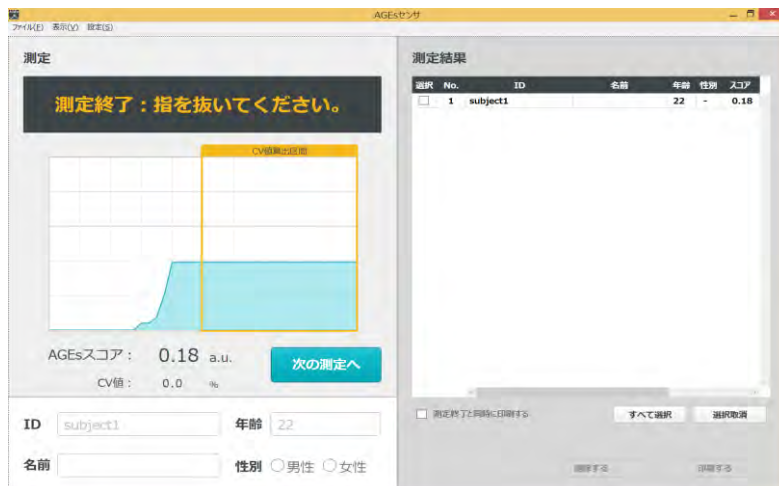 AGEsセンサ
ファイル(F) 表示(V) 設定(S)
測定
測定終了：指を抜いてください。
CV値算出区間
AGEsスコア： 0.18 a.u.
次の測定へ
CV値： 0.0 %
ID subject1 年齢 22
名前 性別 男性 女性
測定結果
選択 No. ID 名前 年齢 性別 スコア
1 subject1 22 - 0.18
測定終了と同時に印刷する すべて選択 選択取消
削除する 印刷する